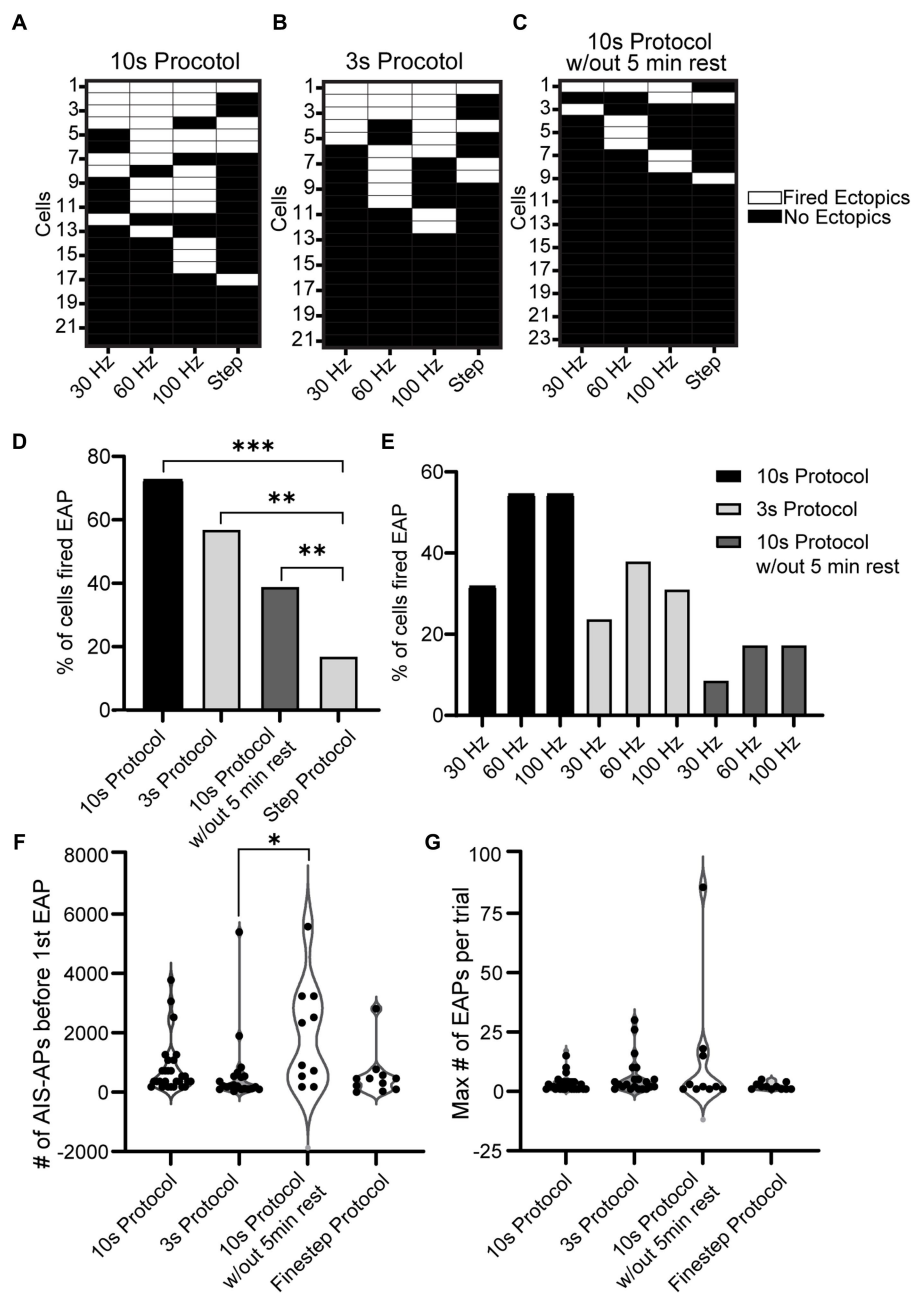 A
10s Procotol
Cells
1
3
5
7
9
11
13
15
17
19
21
30 Hz
60 Hz
100 Hz
Step
B
3s Procotol
Cells
1
3
5
7
9
11
13
15
17
19
21
30 Hz
60 Hz
100 Hz
Step
C
10s Protocol
w/out 5 min rest
1
3
5
7
9
11
13
15
17
19
21
23
30 Hz
60 Hz
100 Hz
Step
Fired Ectopics
No Ectopics
D
% of cells fired EAP
80
60
40
20
0
***
**
**
10s Protocol
3s Protocol
10s Protocol
w/out 5 min rest
Step Protocol
E
% of cells fired EAP
60
40
20
0
30 Hz
60 Hz
100 Hz
30 Hz
60 Hz
100 Hz
30 Hz
60 Hz
100 Hz
10s Protocol
3s Protocol
10s Protocol
w/out 5 min rest
F
# of AIS-APs before 1st EAP
8000
6000
4000
2000
0
-2000
*
10s Protocol
3s Protocol
10s Protocol
w/out 5min rest
Finestep Protocol
G
Max # of EAPs per trial
100
75
50
25
0
-25
10s Protocol
3s Protocol
10s Protocol
w/out 5min rest
Finestep Protocol